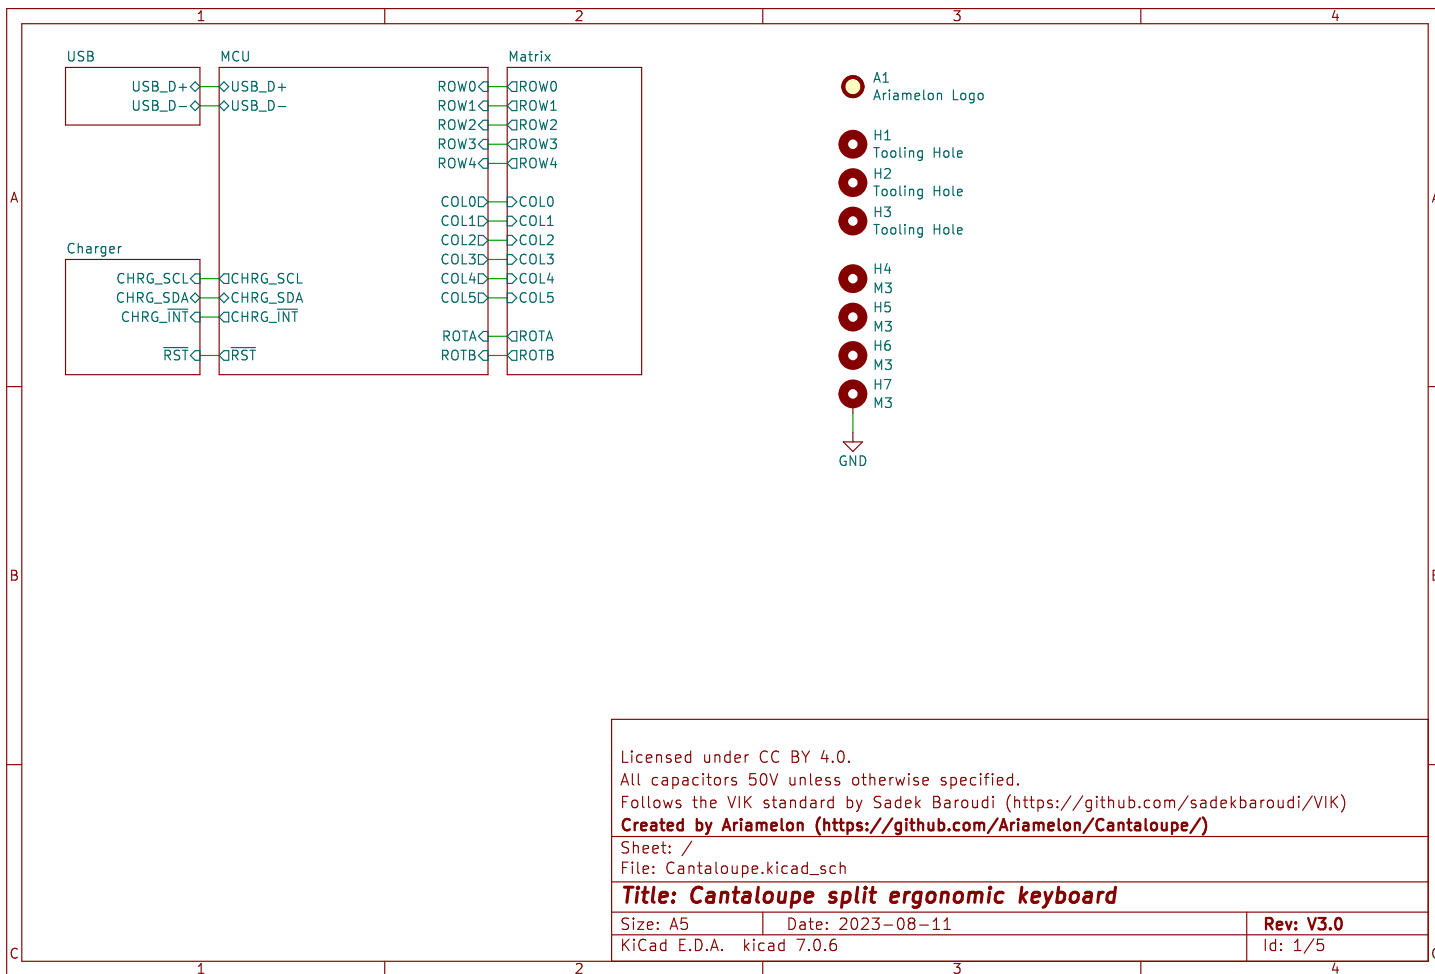 1 2 3 4
USB
USB_D+
USB_D-
MCU
USB_D+
USB_D-
ROW0
ROW1
ROW2
ROW3
ROW4
COL0
COL1
COL2
COL3
COL4
COL5
ROTA
ROTB
CHRG_SCL
CHRG_SDA
CHRG_INT
RST
Matrix
ROW0
ROW1
ROW2
ROW3
ROW4
COL0
COL1
COL2
COL3
COL4
COL5
ROTA
ROTB
Charger
CHRG_SCL
CHRG_SDA
CHRG_INT
RST
A1
Ariamelon Logo
H1
Tooling Hole
H2
Tooling Hole
H3
Tooling Hole
H4
M3
H5
M3
H6
M3
H7
M3
GND
A
B
C
Licensed under CC BY 4.0.
All capacitors 50V unless otherwise specified.
Follows the VIK standard by Sadek Baroudi (https://github.com/sadekbaroudi/VIK)
Created by Ariamelon (https://github.com/Ariamelon/Cantaloupe/)
Sheet: /
File: Cantaloupe.kicad_sch
Title: Cantaloupe split ergonomic keyboard
Size: A5 Date: 2023-08-11 Rev: V3.0
KiCad E.D.A. kicad 7.0.6 Id: 1/5
1 2 3 4